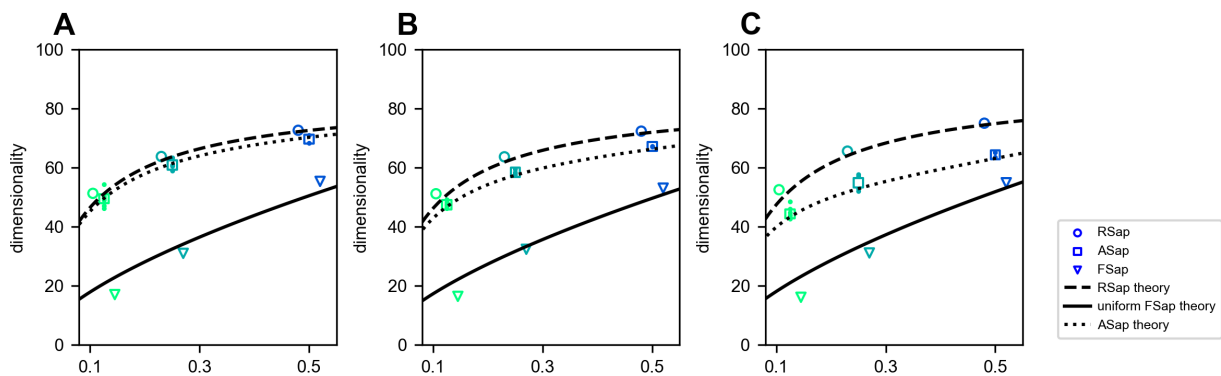 A B C
100 100 100
80 80 80
60 60 60
40 40 40
20 20 20
0 0 0
dimensionality dimensionality dimensionality
0.1 0.3 0.5 0.1 0.3 0.5 0.1 0.3 0.5
RSap
ASap
FSap
RSap theory
uniform FSap theory
ASap theory